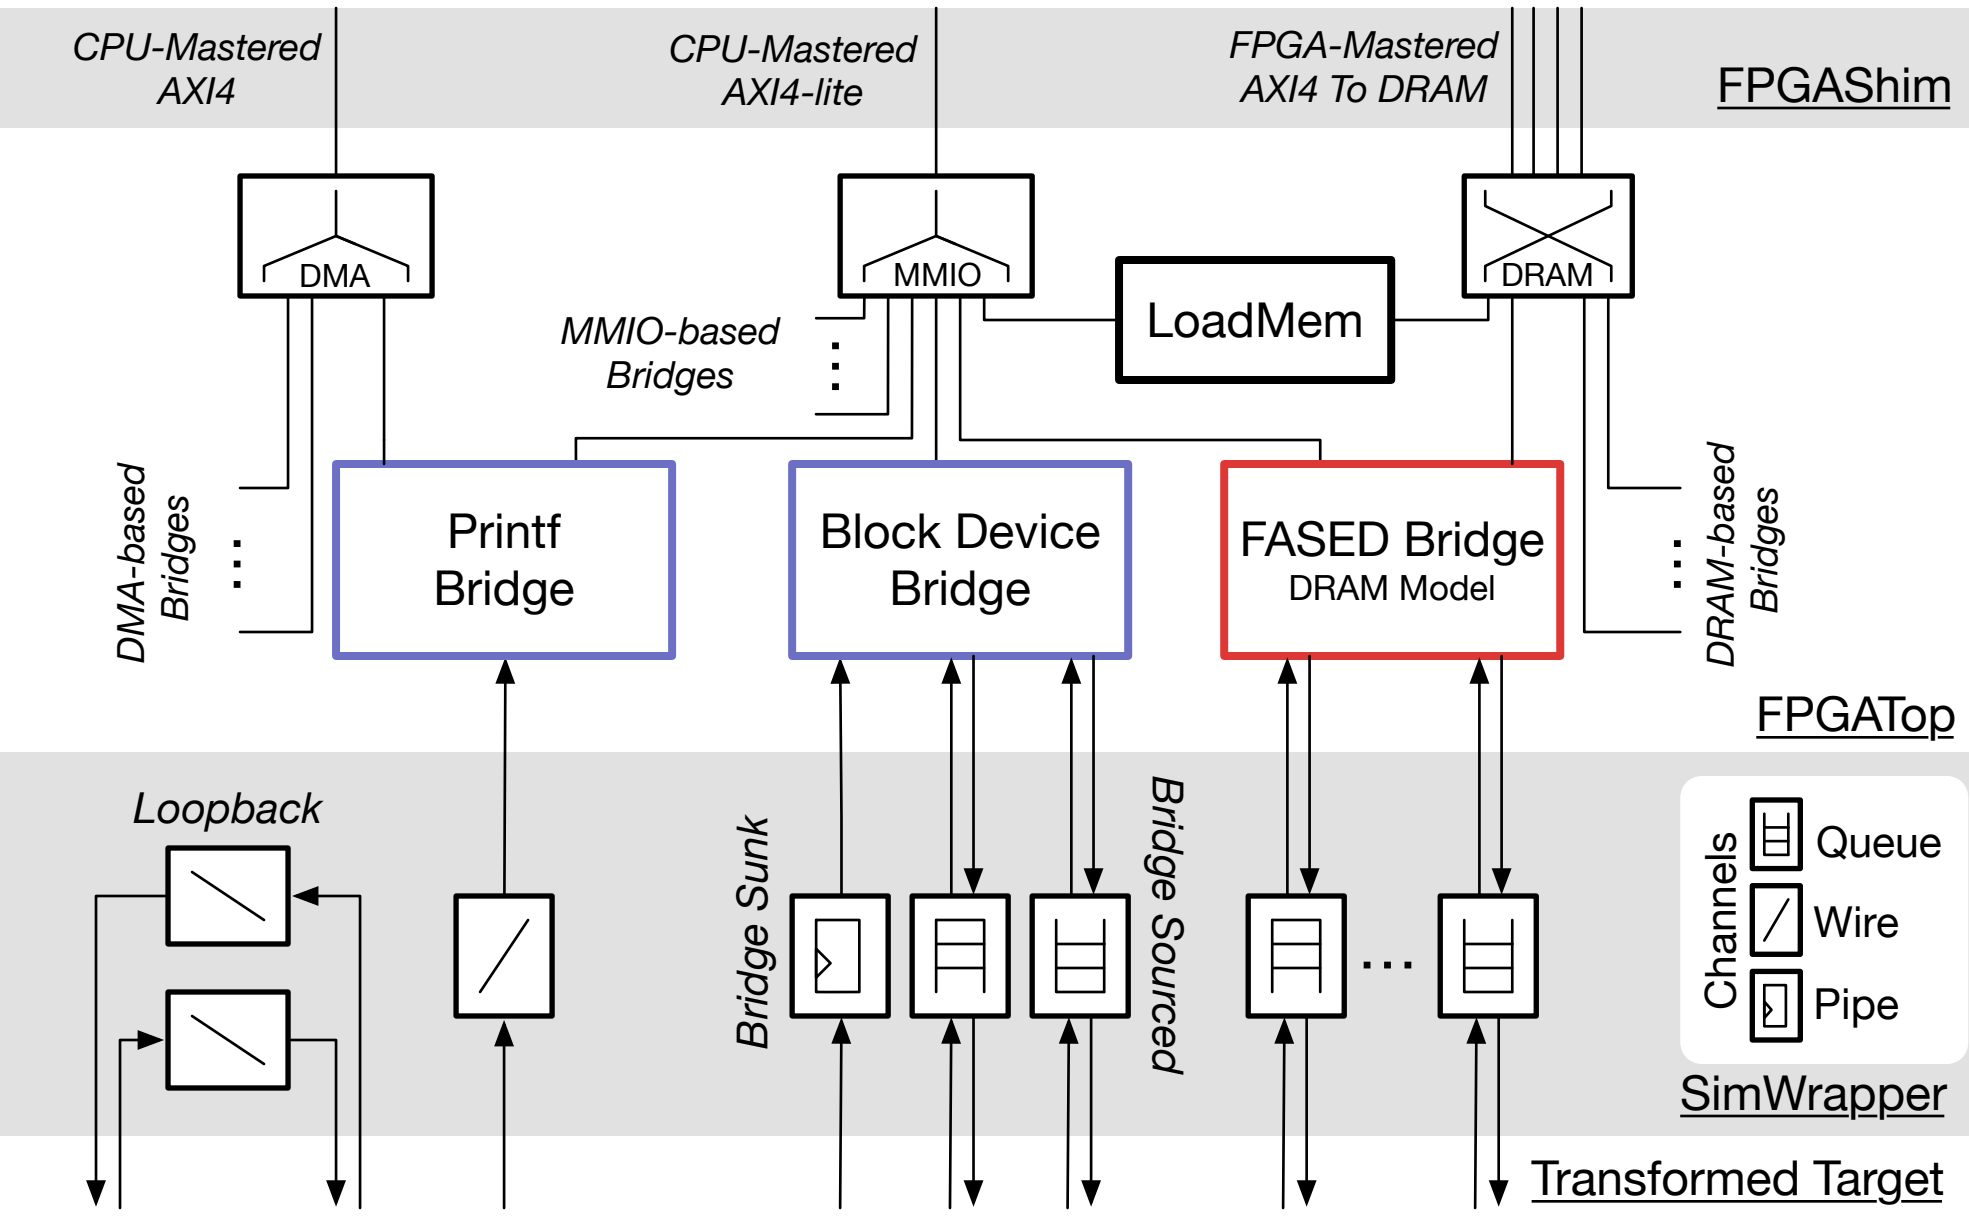 CPU-Mastered
AXI4
CPU-Mastered
AXI4-lite
FPGA-Mastered
AXI4 To DRAM
FPGAShim
DMA
MMIO
DRAM
LoadMem
MMIO-based
Bridges
DMA-based
Bridges
Printf
Bridge
Block Device
Bridge
FASED Bridge
DRAM Model
DRAM-based
Bridges
FPGATop
Loopback
Bridge Sunk
Bridge Sourced
...
Channels
Queue
Wire
Pipe
SimWrapper
Transformed Target